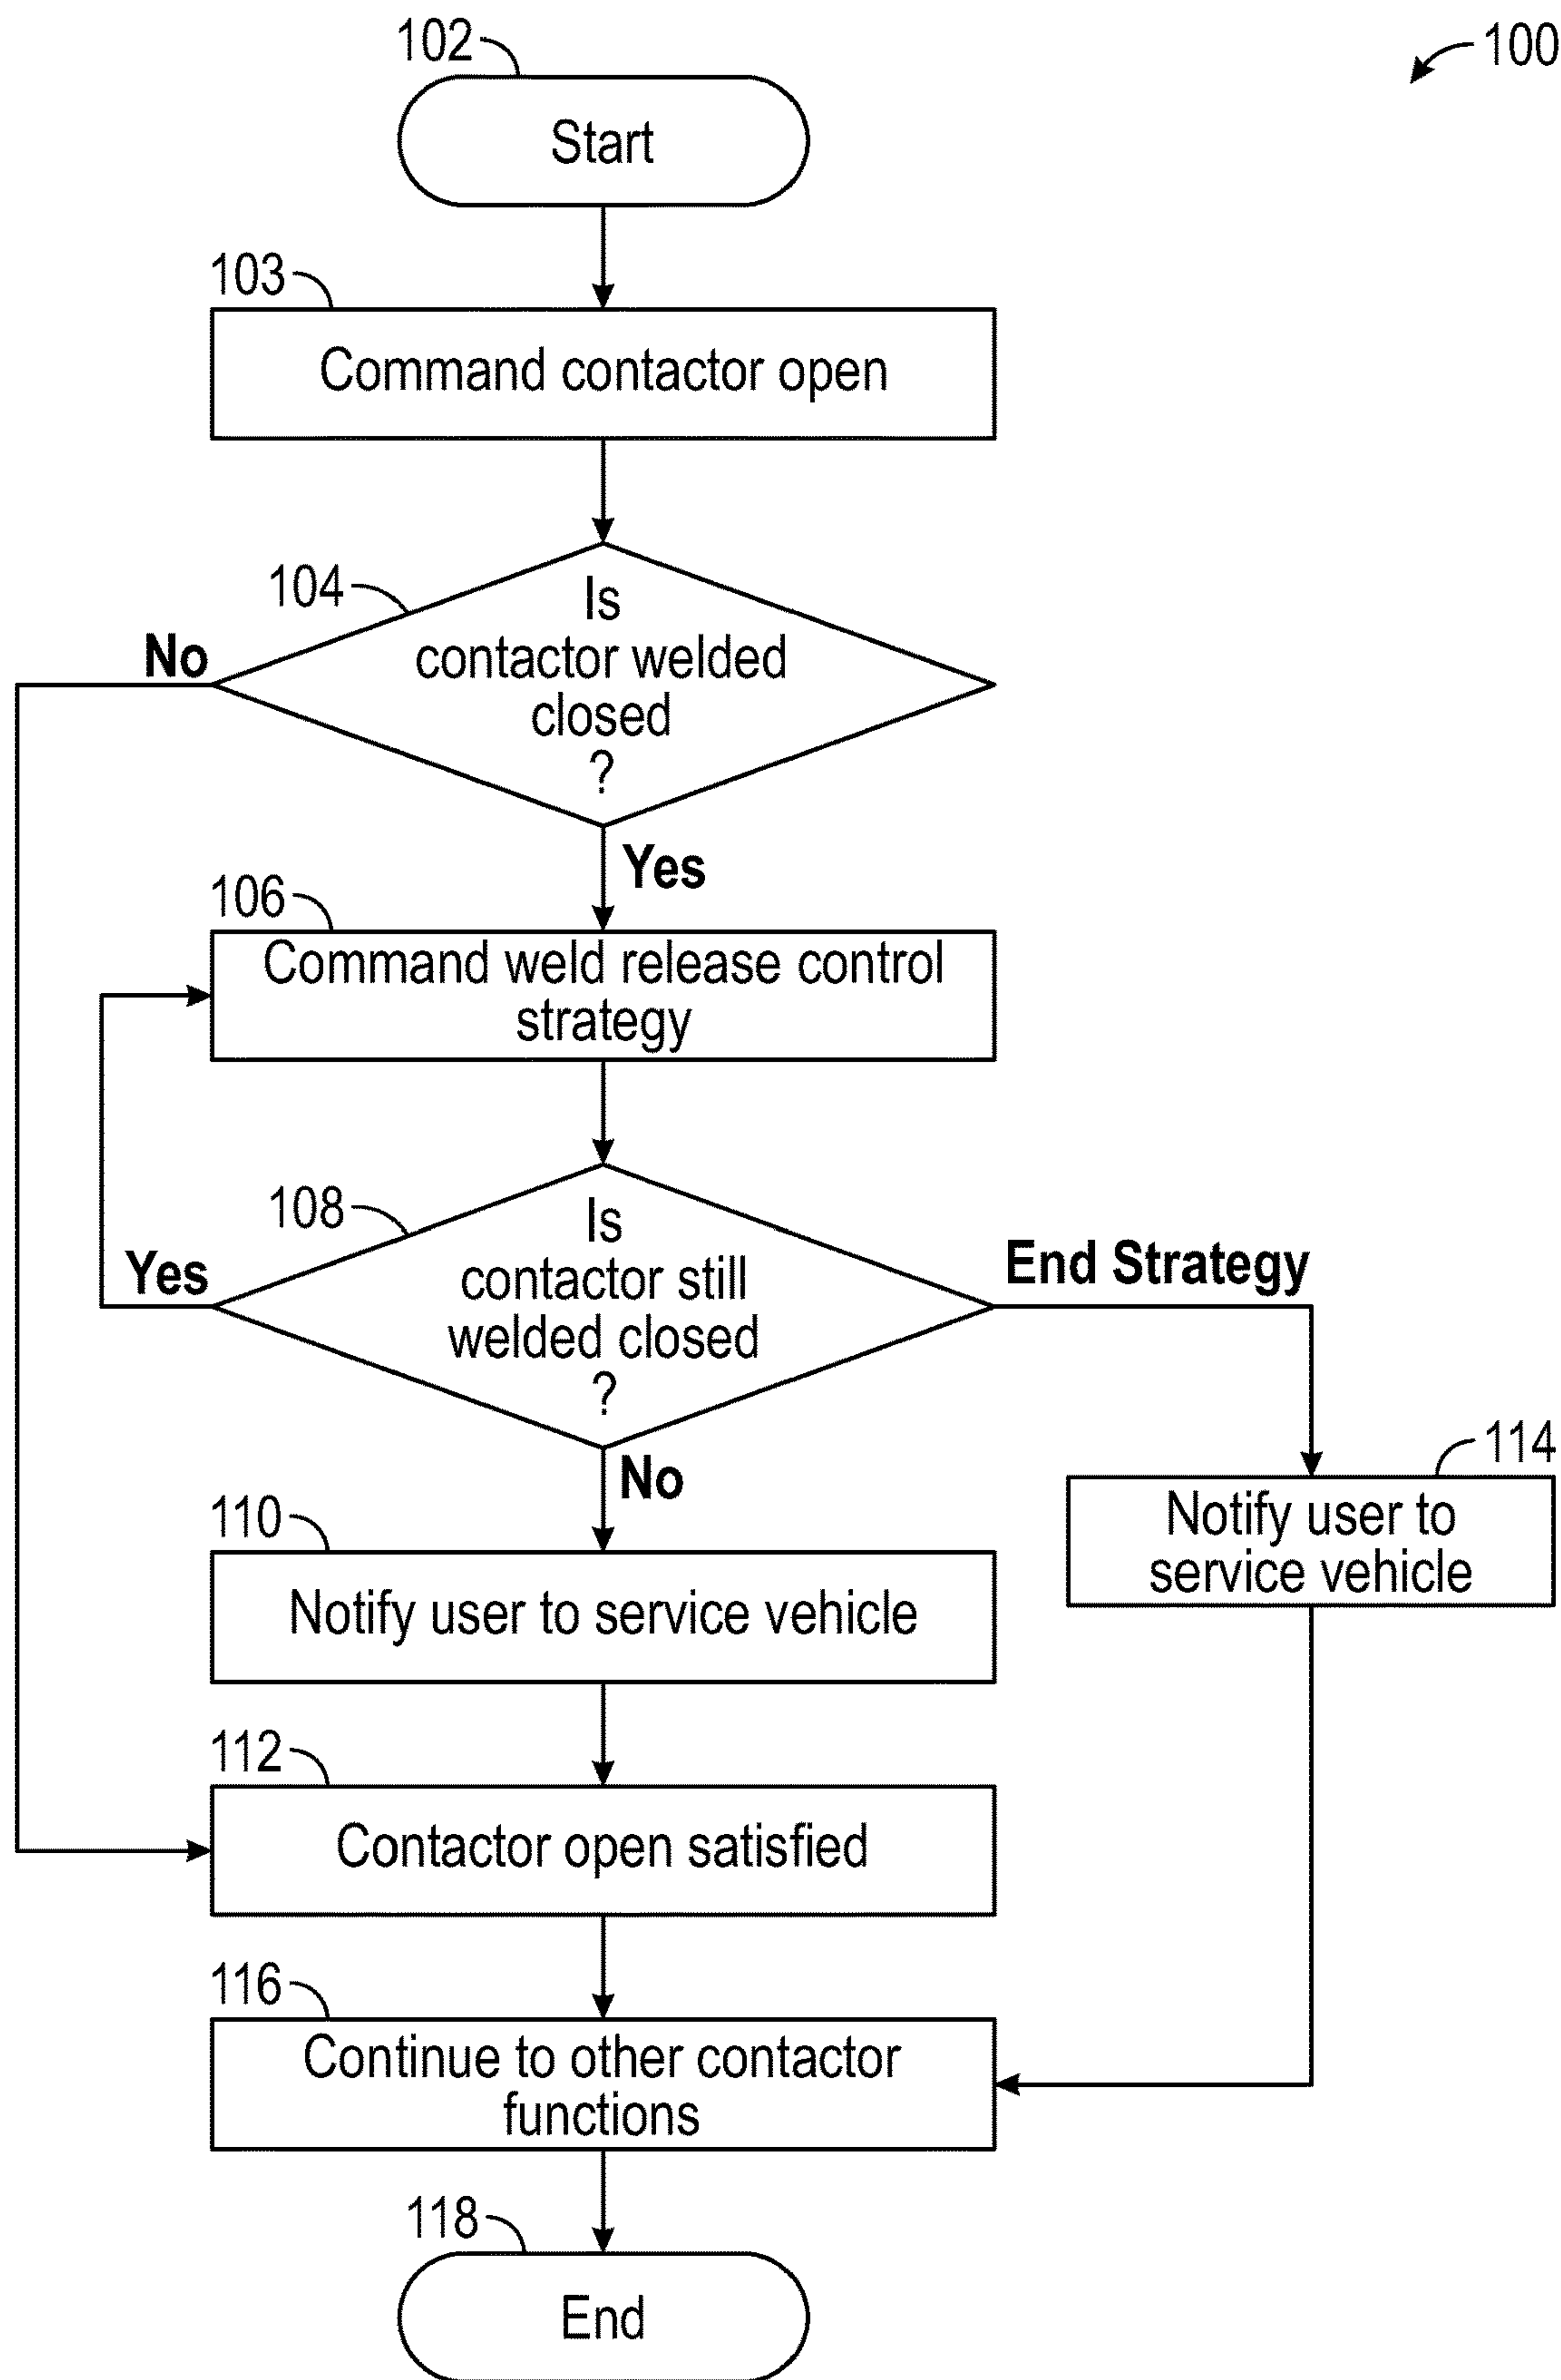 102
100
Start
103
Command contactor open
104
Is
contactor welded
closed
?
No
Yes
106
Command weld release control
strategy
108
Is
contactor still
welded closed
?
Yes
End Strategy
No
114
Notify user to
service vehicle
110
Notify user to service vehicle
112
Contactor open satisfied
116
Continue to other contactor
functions
118
End